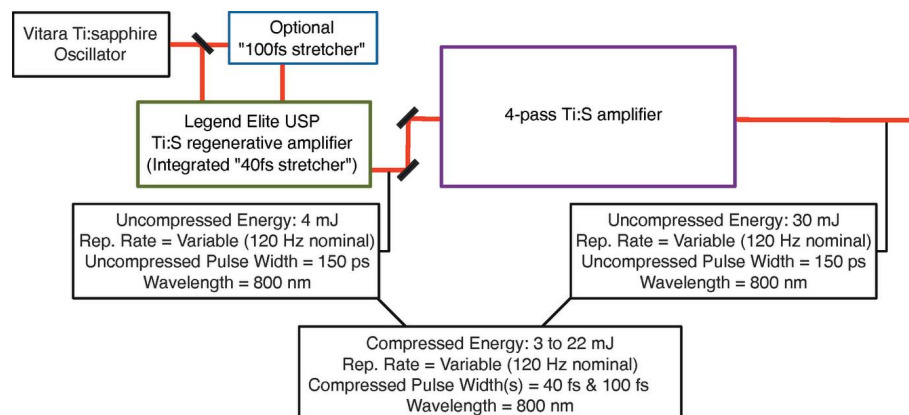 Vitara Ti:sapphire
Oscillator
Optional
"100fs stretcher"
Legend Elite USP
Ti:S regenerative amplifier
(Integrated "40fs stretcher")
4-pass Ti:S amplifier
Uncompressed Energy: 4 mJ
Rep. Rate = Variable (120 Hz nominal)
Uncompressed Pulse Width = 150 ps
Wavelength = 800 nm
Uncompressed Energy: 30 mJ
Rep. Rate = Variable (120 Hz nominal)
Uncompressed Pulse Width = 150 ps
Wavelength = 800 nm
Compressed Energy: 3 to 22 mJ
Rep. Rate = Variable (120 Hz nominal)
Compressed Pulse Width(s) = 40 fs & 100 fs
Wavelength = 800 nm